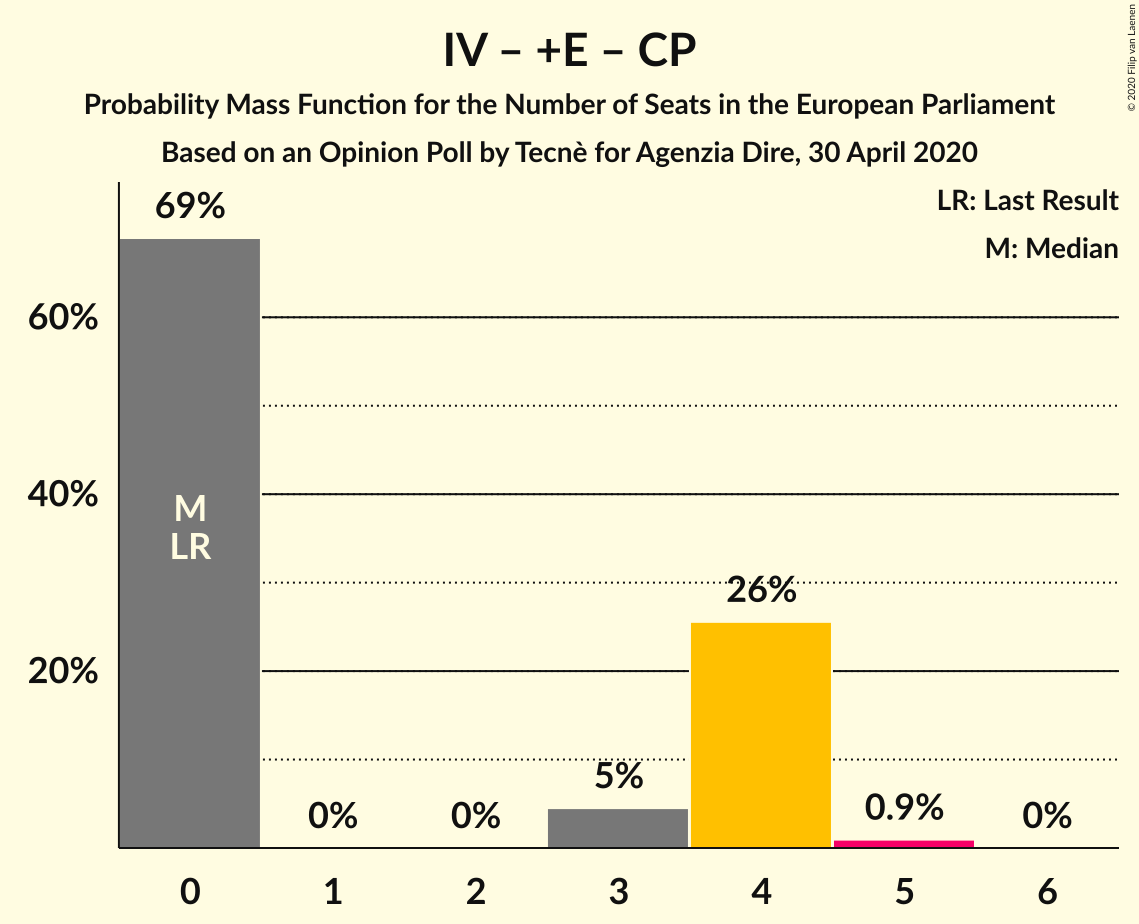 IV – +E – CP
Probability Mass Function for the Number of Seats in the European Parliament
Based on an Opinion Poll by Tecnè for Agenzia Dire, 30 April 2020
© 2020 Filip van Laenen
LR: Last Result
M: Median
69%
60%
40%
20%
M
LR
0%
0%
5%
26%
0.9%
0%
0 1 2 3 4 5 6